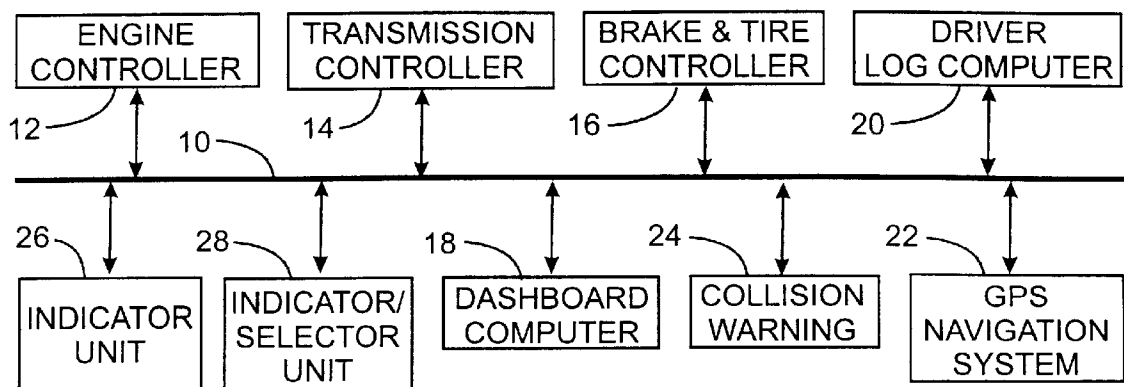 ENGINE
CONTROLLER
TRANSMISSION
CONTROLLER
BRAKE & TIRE
CONTROLLER
DRIVER
LOG COMPUTER
12
14
16
20
10
26
28
18
24
22
INDICATOR
UNIT
INDICATOR/
SELECTOR
UNIT
DASHBOARD
COMPUTER
COLLISION
WARNING
GPS
NAVIGATION
SYSTEM